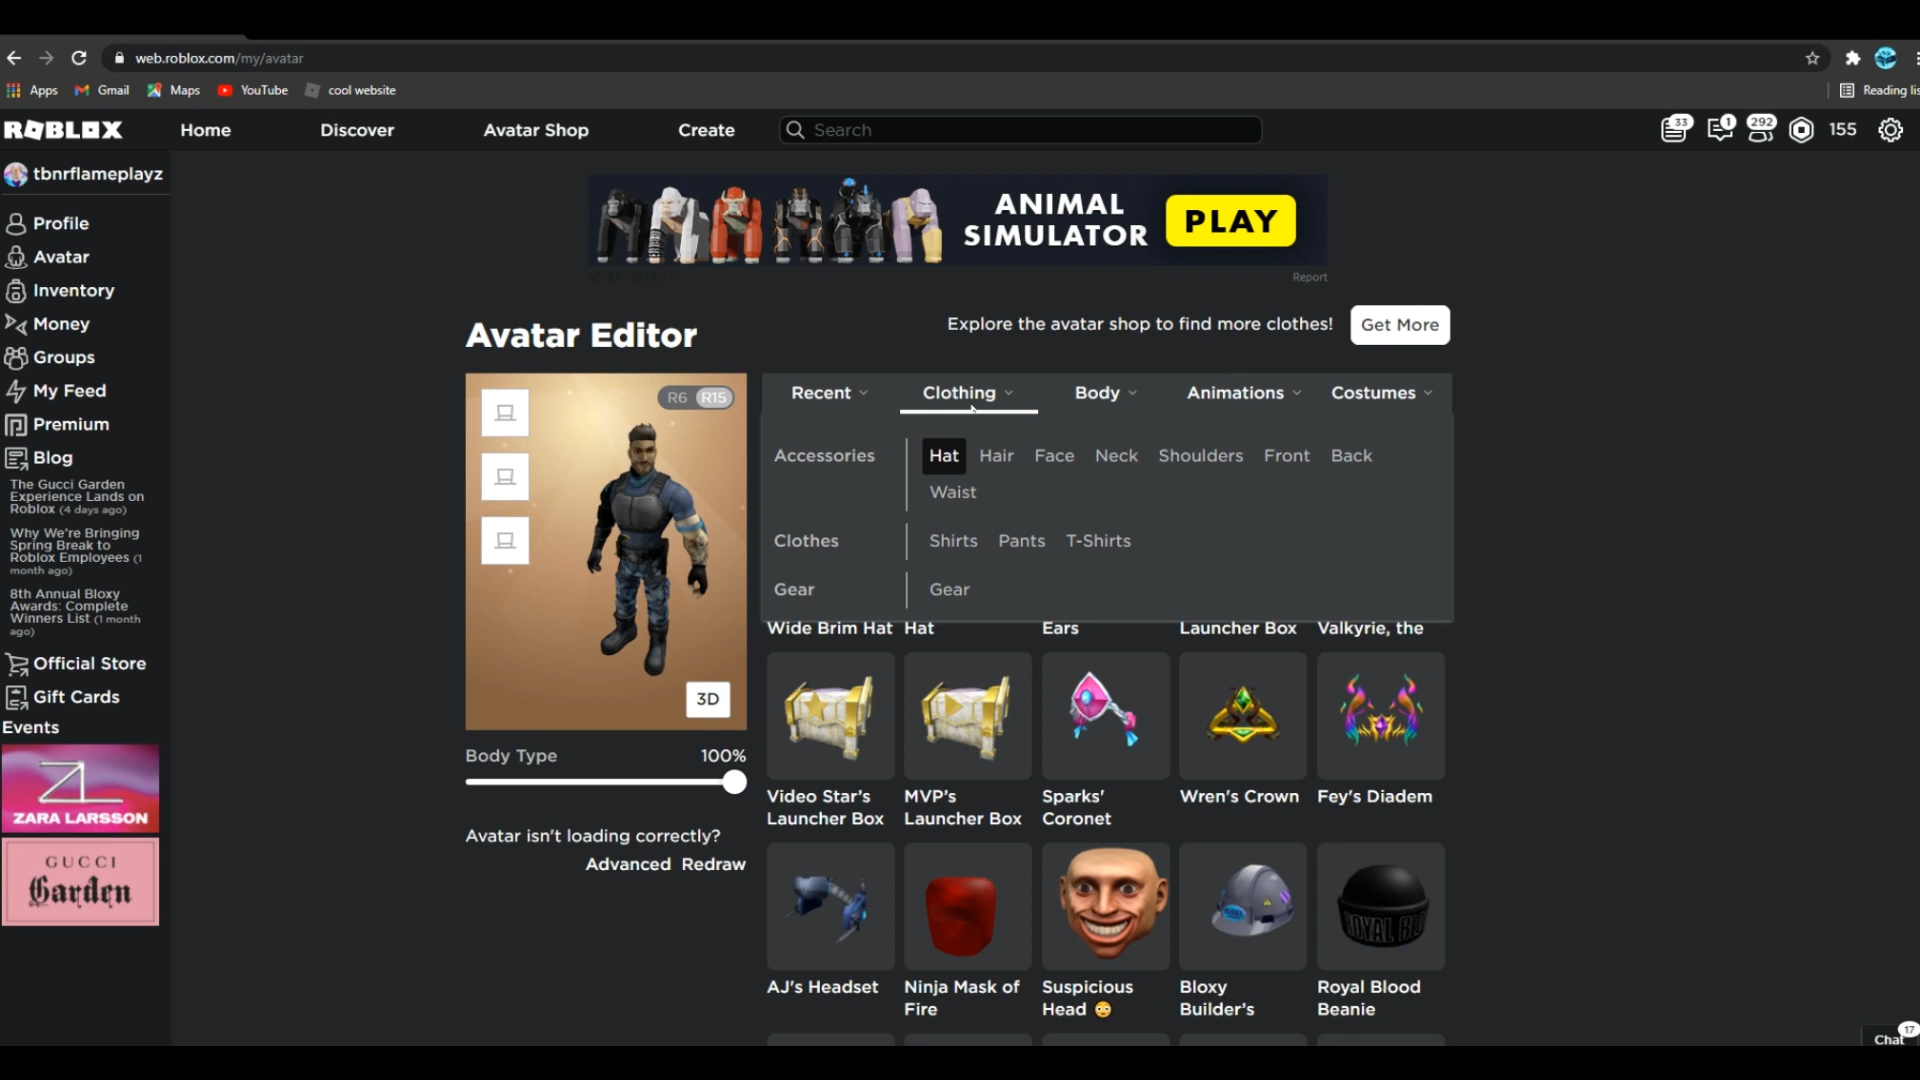 web.roblox.com/my/avatar
Apps Gmail Maps YouTube cool website
Reading lis
ROBLOX Home Discover Avatar Shop Create Search 33 1 292 155
tbnrflameplayz
Profile
Avatar
Inventory
Money
Groups
My Feed
Premium
Blog
The Gucci Garden
Experience Lands on
Roblox (4 days ago)
Why We're Bringing
Spring Break to
Roblox Employees (1
month ago)
8th Annual Bloxy
Awards: Complete
Winners List (1 month
ago)
Official Store
Gift Cards
Events
ZARA LARSSON
GUCCI
Garden
ANIMAL
SIMULATOR
PLAY
ADVERTISEMENT
Report
Avatar Editor
Explore the avatar shop to find more clothes! Get More
R6 R15
3D
Body Type 100%
Avatar isn't loading correctly?
Advanced Redraw
Recent Clothing Body Animations Costumes
Accessories Hat Hair Face Neck Shoulders Front Back
Waist
Clothes Shirts Pants T-Shirts
Gear Gear
Wide Brim Hat Hat Ears Launcher Box Valkyrie, the
Video Star's
Launcher Box
MVP's
Launcher Box
Sparks'
Coronet
Wren's Crown
Fey's Diadem
AJ's Headset
Ninja Mask of
Fire
Suspicious
Head 😳
Bloxy
Builder's
ROYAL BLO
Royal Blood
Beanie
Chat 17